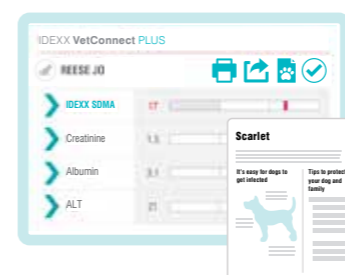 IDEXX VetConnect PLUS
REESE JO
IDEXX SDMA 17
Creatinine 1.5
Albumin 3.1
ALT
Scarlet
It's easy for dogs to
get infected
Tips to protect
your dog and
family